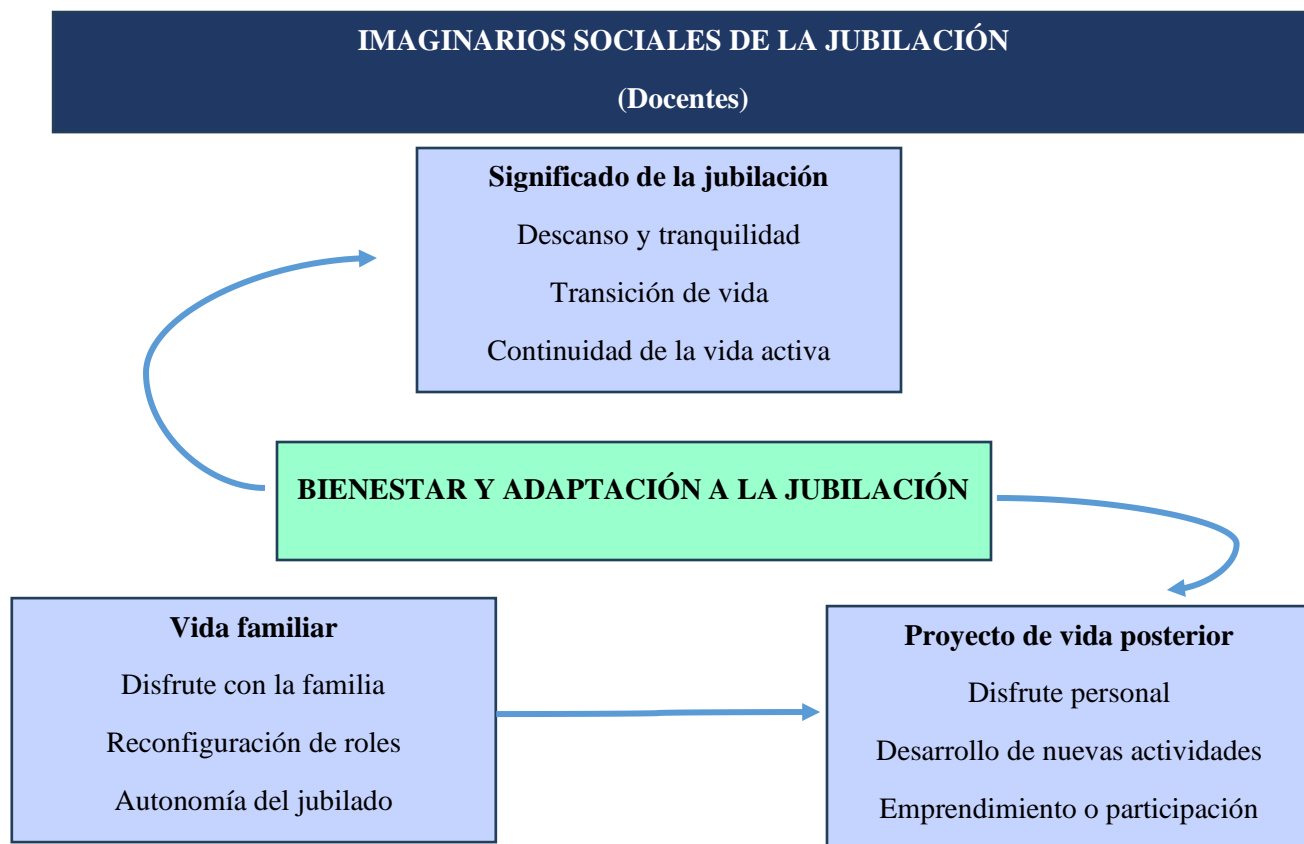 IMAGINARIOS SOCIALES DE LA JUBILACIÓN
(Docentes)
Significado de la jubilación
Descanso y tranquilidad
Transición de vida
Continuidad de la vida activa
BIENESTAR Y ADAPTACIÓN A LA JUBILACIÓN
Vida familiar
Disfrute con la familia
Reconfiguración de roles
Autonomía del jubilado
Proyecto de vida posterior
Disfrute personal
Desarrollo de nuevas actividades
Emprendimiento o participación